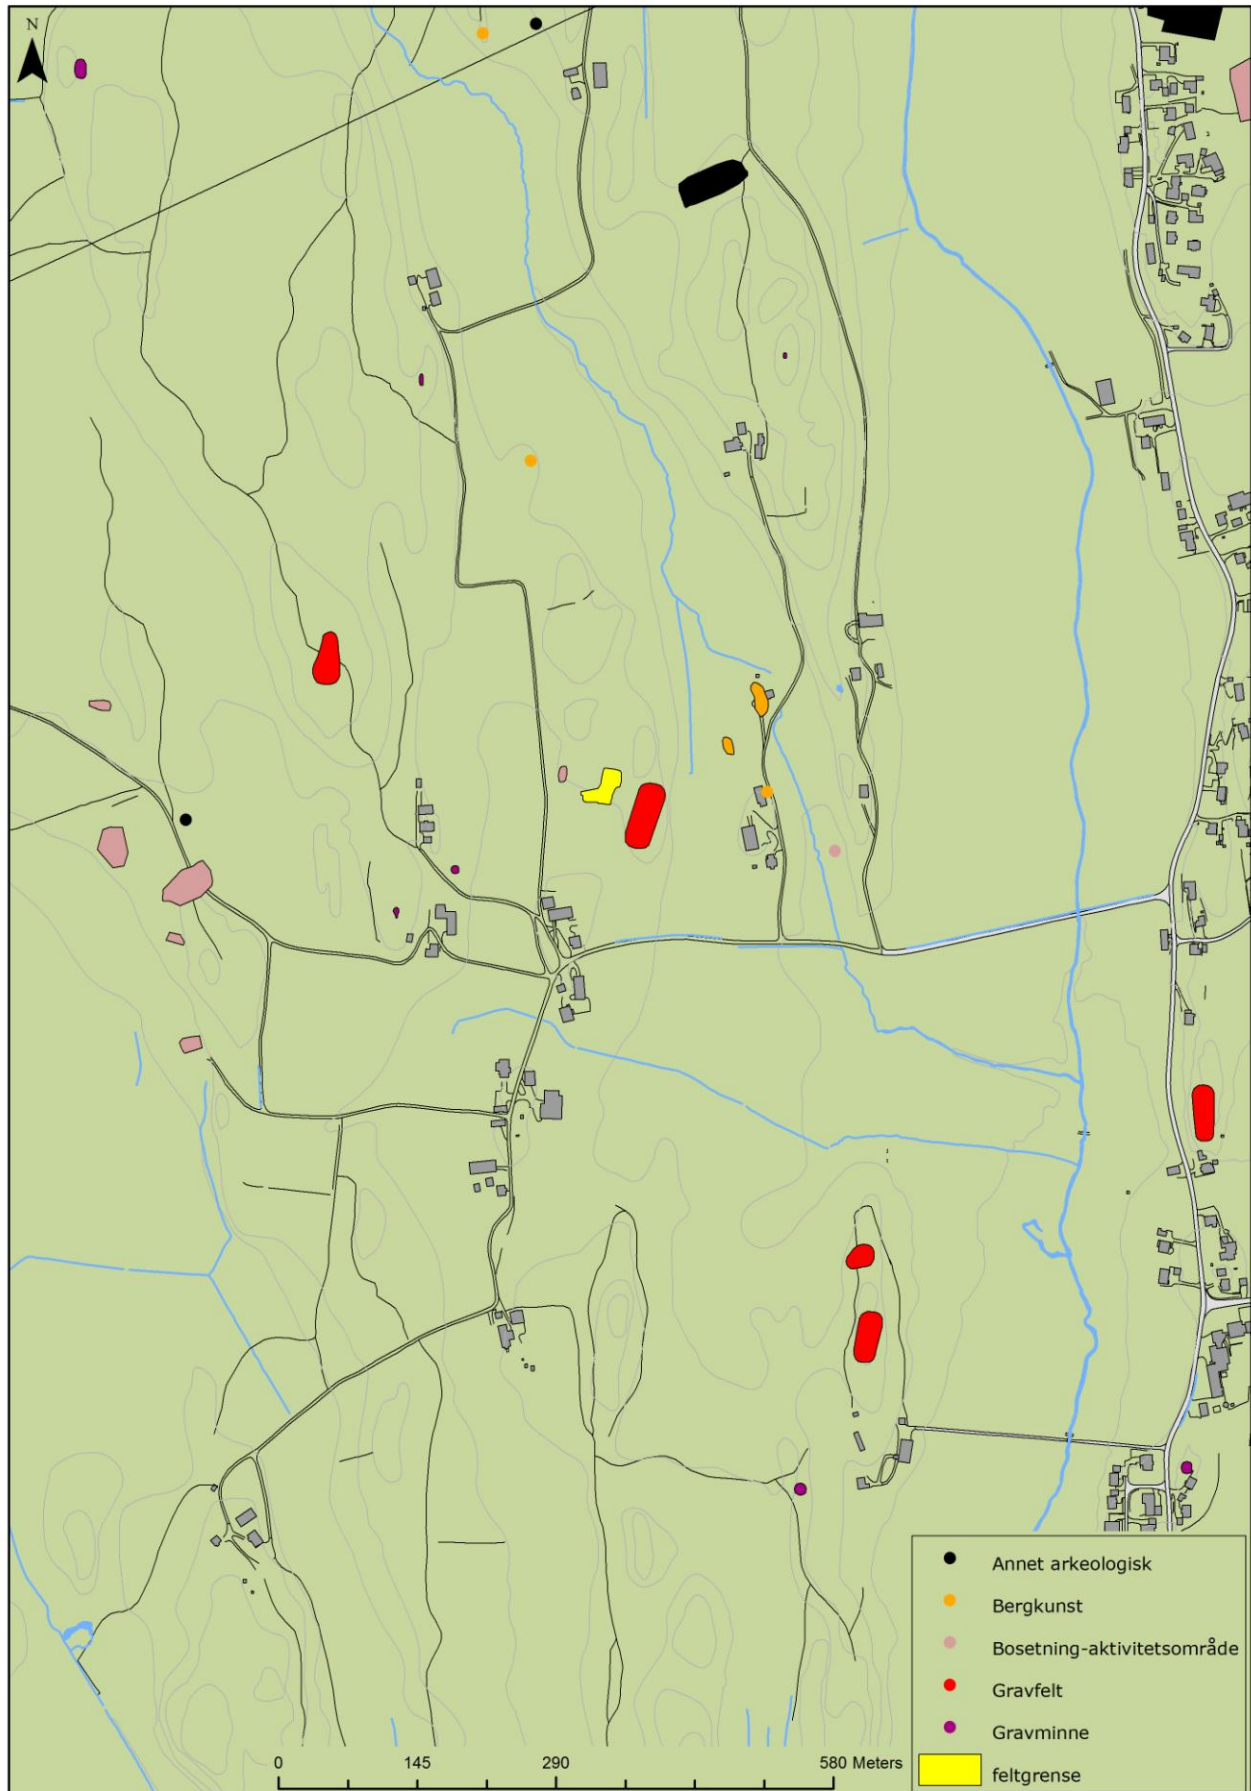 N
Annet arkeologisk
Bergkunst
Bosetning-aktivitetsområde
Gravfelt
Gravminne
feltgrense
0 145 290 580 Meters